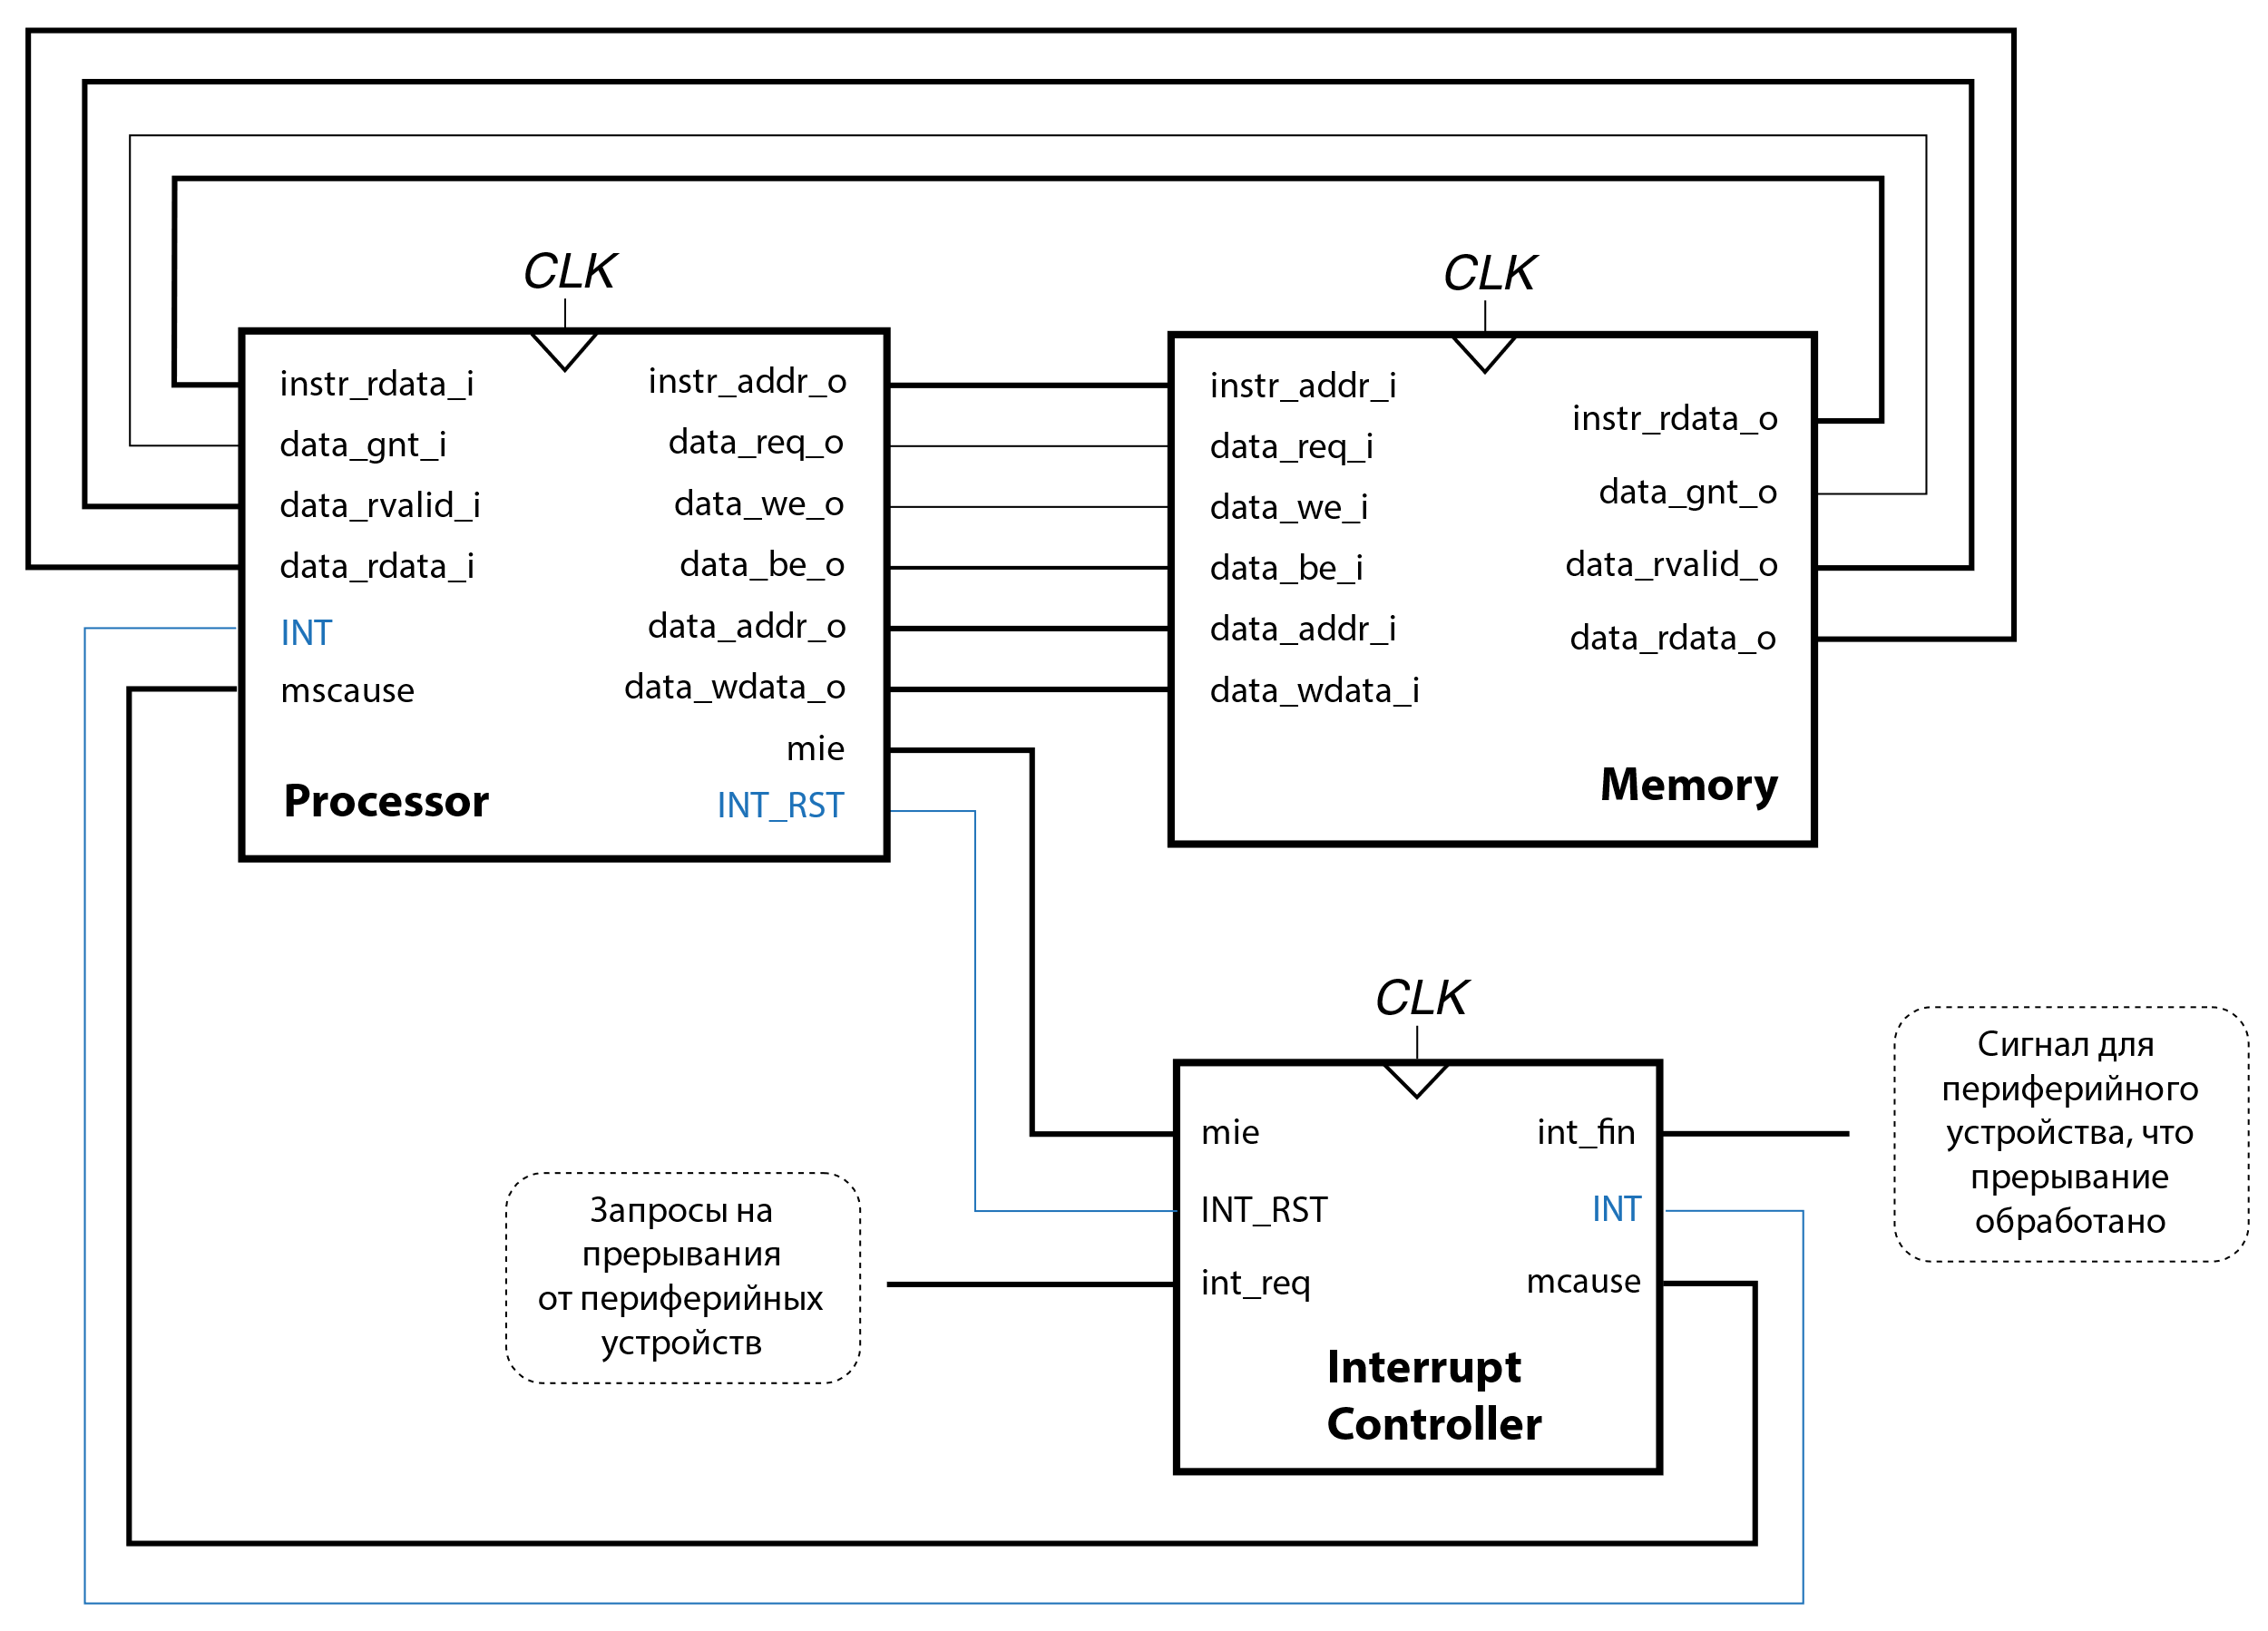 CLK
instr_rdata_i
data_gnt_i
data_rvalid_i
data_rdata_i
INT
mscause
instr_addr_o
data_req_o
data_we_o
data_be_o
data_addr_o
data_wdata_o
mie
INT_RST
Processor
CLK
instr_addr_i
data_req_i
data_we_i
data_be_i
data_addr_i
data_wdata_i
instr_rdata_o
data_gnt_o
data_rvalid_o
data_rdata_o
Memory
Запросы на
прерывания
от периферийных
устройств
CLK
mie
INT_RST
int_req
int_fin
INT
mcause
Interrupt
Controller
Сигнал для
периферийного
устройства, что
прерывание
обработано